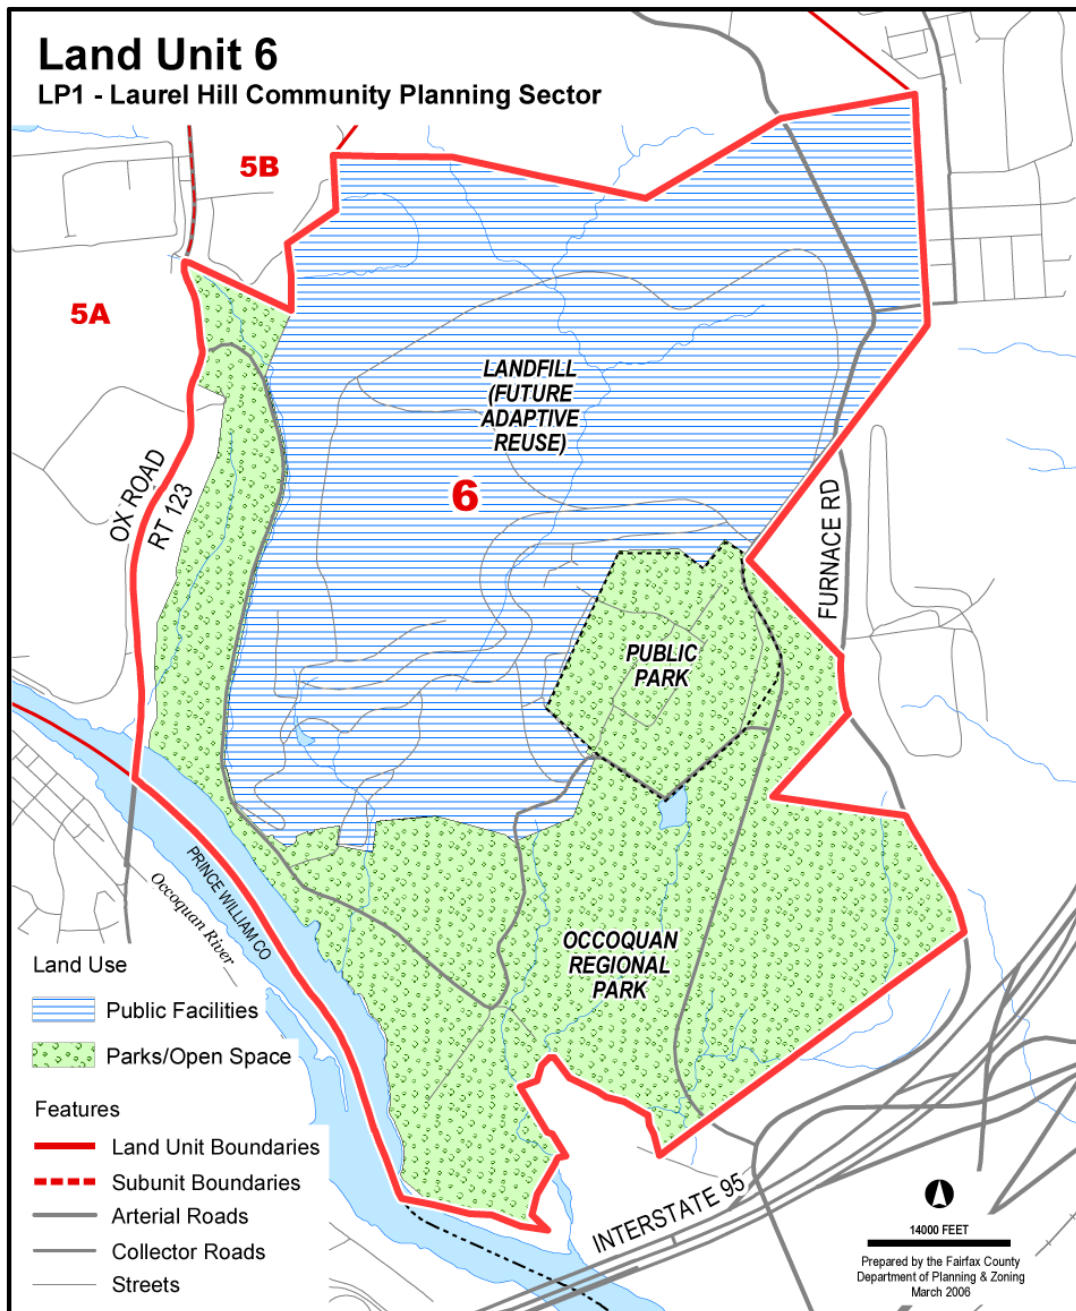 Land Unit 6
LP1 - Laurel Hill Community Planning Sector
5B
5A
LANDFILL
(FUTURE
ADAPTIVE
REUSE)
6
OX ROAD
RT 123
FURNACE RD
PUBLIC
PARK
PRINCE WILLIAM CO
Occoquan River
OCCOQUAN
REGIONAL
PARK
Land Use
Public Facilities
Parks/Open Space
Features
Land Unit Boundaries
Subunit Boundaries
Arterial Roads
Collector Roads
Streets
INTERSTATE 95
14000 FEET
Prepared by the Fairfax County
Department of Planning & Zoning
March 2006